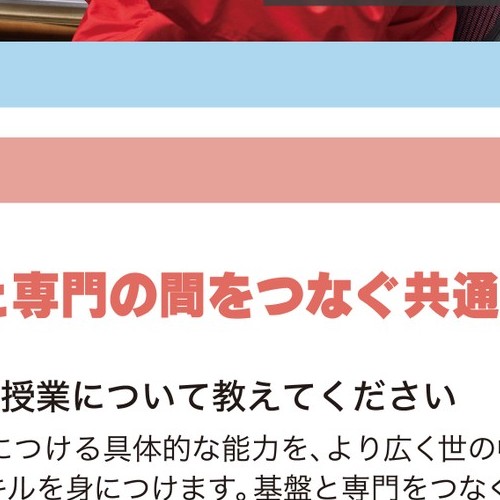 と専門の間をつなぐ共通
授業について教えてください
につける具体的な能力を、より広く世の
キルを身につけます。基盤と専門をつなぐ